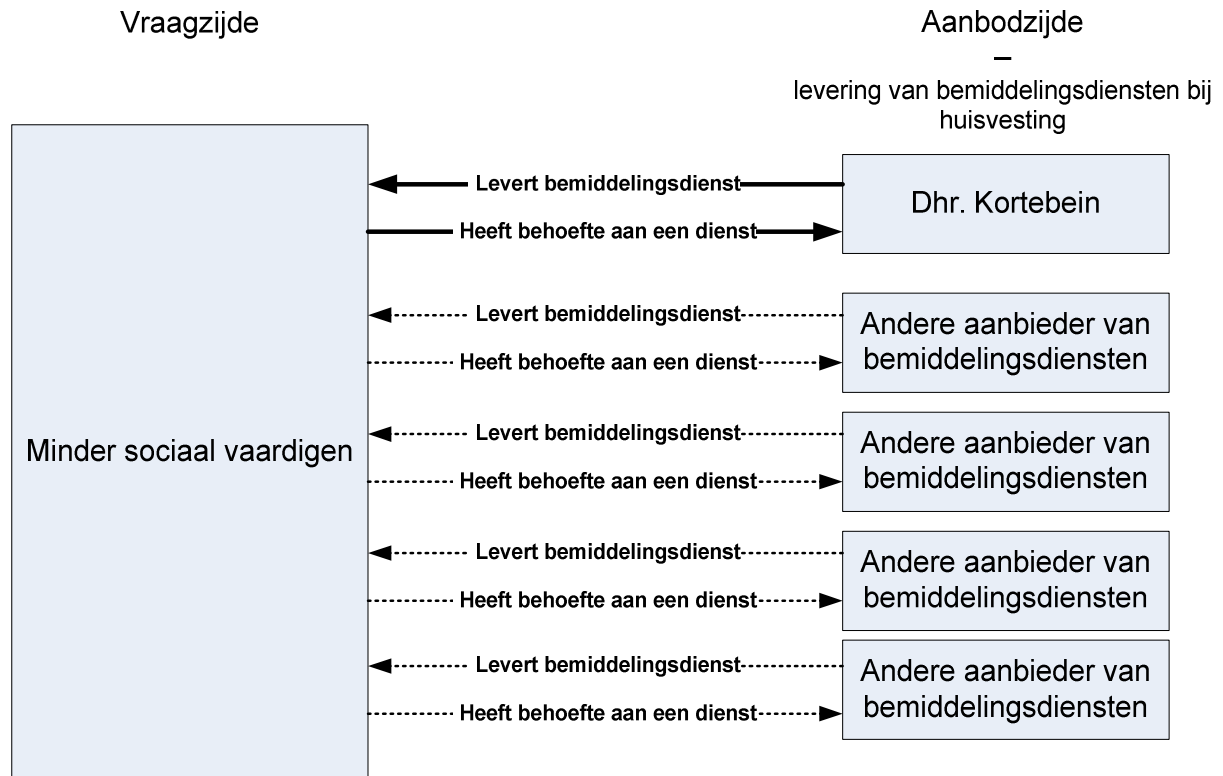 Vraagzijde
Aanbodzijde
–
levering van bemiddelingsdiensten bij
huisvesting
Minder sociaal vaardigen
Levert bemiddelingsdienst
Heeft behoefte aan een dienst
Dhr. Kortebein
Levert bemiddelingsdienst
Heeft behoefte aan een dienst
Andere aanbieder van
bemiddelingsdiensten
Levert bemiddelingsdienst
Heeft behoefte aan een dienst
Andere aanbieder van
bemiddelingsdiensten
Levert bemiddelingsdienst
Heeft behoefte aan een dienst
Andere aanbieder van
bemiddelingsdiensten
Levert bemiddelingsdienst
Heeft behoefte aan een dienst
Andere aanbieder van
bemiddelingsdiensten